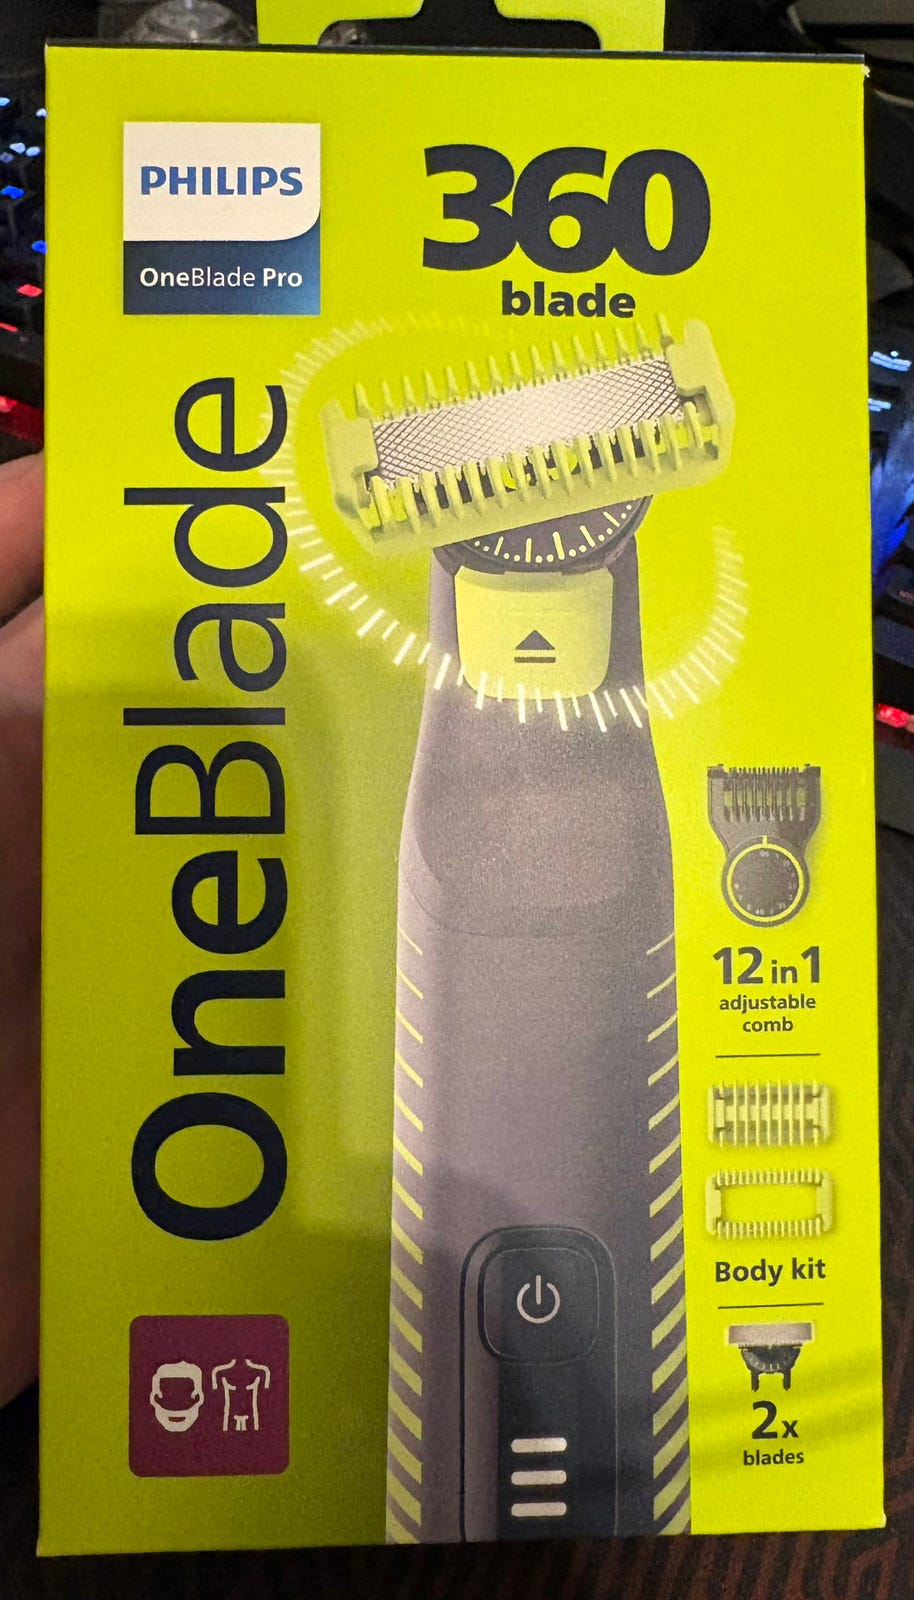 PHILIPS
OneBlade Pro
360
blade
OneBlade
12 in 1
adjustable
comb
Body kit
2x
blades